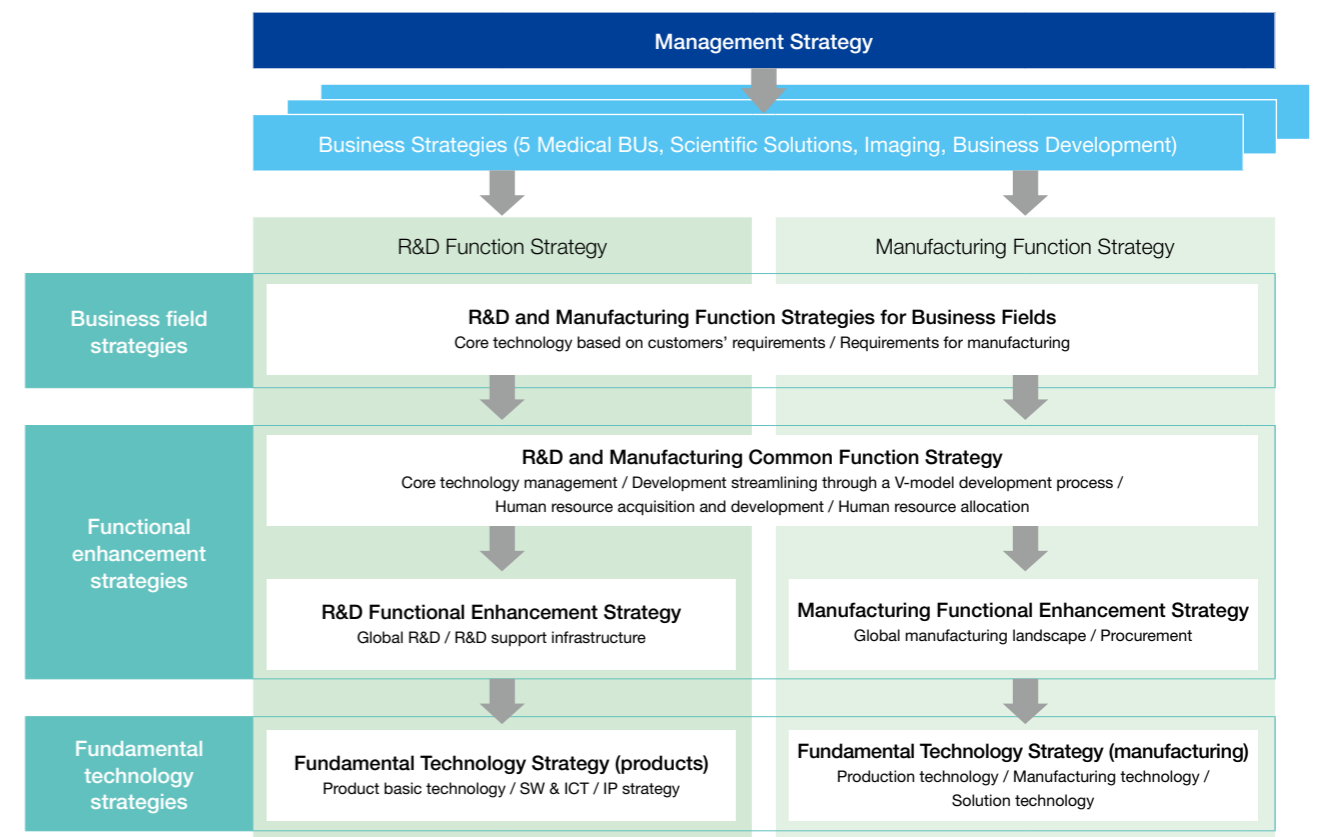 Management Strategy
Business Strategies (5 Medical BUs, Scientific Solutions, Imaging, Business Development)
R&D Function Strategy
Manufacturing Function Strategy
Business field
strategies
R&D and Manufacturing Function Strategies for Business Fields
Core technology based on customers’ requirements / Requirements for manufacturing
Functional
enhancement
strategies
R&D and Manufacturing Common Function Strategy
Core technology management / Development streamlining through a V-model development process /
Human resource acquisition and development / Human resource allocation
R&D Functional Enhancement Strategy
Global R&D / R&D support infrastructure
Manufacturing Functional Enhancement Strategy
Global manufacturing landscape / Procurement
Fundamental
technology
strategies
Fundamental Technology Strategy (products)
Product basic technology / SW & ICT / IP strategy
Fundamental Technology Strategy (manufacturing)
Production technology / Manufacturing technology /
Solution technology